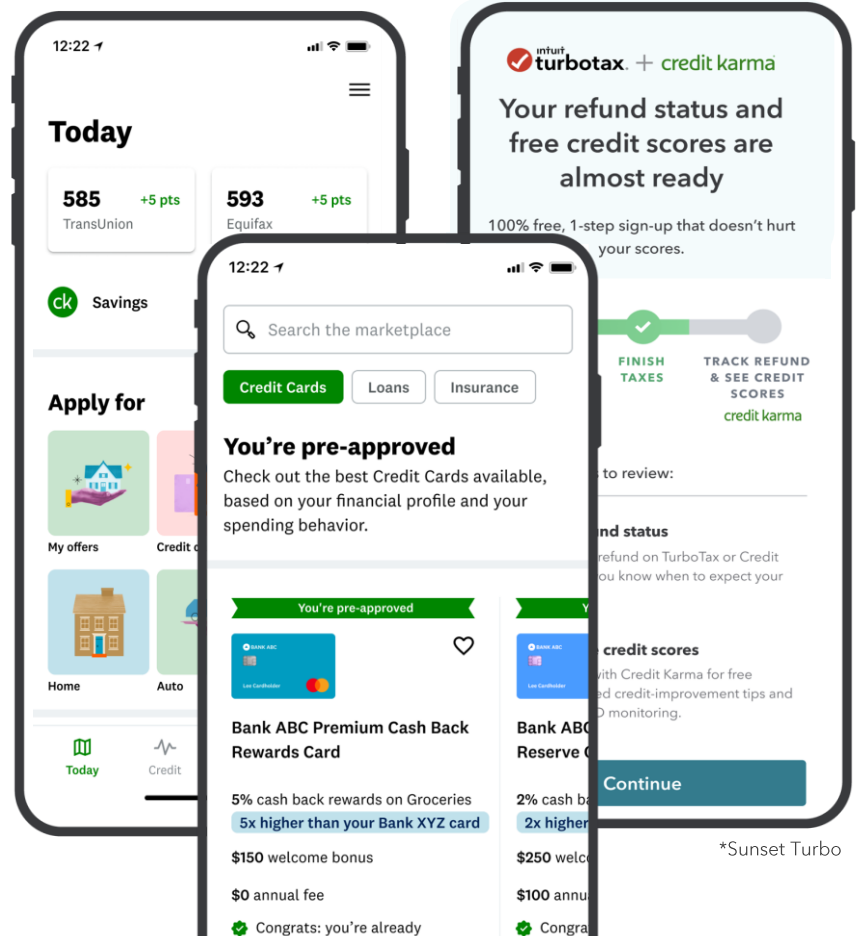 12:22
Today
585 +5 pts
TransUnion
593 +5 pts
Equifax
ck Savings
Apply for
My offers
Credit
Home
Auto
Today
Credit
12:22
Search the marketplace
Credit Cards Loans Insurance
You're pre-approved
Check out the best Credit Cards available,
based on your financial profile and your
spending behavior.
You're pre-approved
BANK ABC
Lee Cardholder
Bank ABC Premium Cash Back
Rewards Card
5% cash back rewards on Groceries
5x higher than your Bank XYZ card
$150 welcome bonus
$0 annual fee
Congrats: you're already
BANK ABC
Lee Cardholder
Bank ABC
Reserve
2% cash
2x higher
$250
$100
intuit
turbotax. + credit karma
Your refund status and
free credit scores are
almost ready
100% free, 1-step sign-up that doesn't hurt
your scores.
FINISH
TAXES
TRACK REFUND
& SEE CREDIT
SCORES
credit karma
to review:
status
refund on TurboTax or Credit
know when to expect your
credit scores
with Credit Karma for free
credit-improvement tips and
monitoring.
Continue
*Sunset Turbo